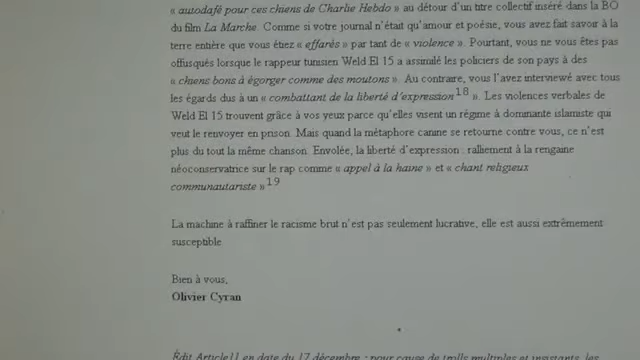 « autodafé pour ces chiens de Charlie Hebdo » au détour d'un titre collectif inséré dans la BO
du film La Marche. Comme si votre journal n'était qu'amour et poésie, vous avez fait savoir à la
terre entière que vous étiez « effarés » par tant de « violence ». Pourtant, vous ne vous êtes pas
offusqués lorsque le rappeur tunisien Weld El 15 a assimilé les policiers de son pays à des
« chiens bons à égorger comme des moutons ». Au contraire, vous l'avez interviewé avec tous
les égards dus à un « combattant de la liberté d'expression18 ». Les violences verbales de
Weld El 15 trouvent grâce à vos yeux parce qu'elles visent un régime à dominante islamiste qui
veut le renvoyer en prison. Mais quand la métaphore canine se retourne contre vous, ce n'est
plus du tout la même chanson. Envolée, la liberté d'expression : ralliement à la rengaine
néoconservatrice sur le rap comme « appel à la haine » et « chant religieux
communautariste »19
La machine à raffiner le racisme brut n'est pas seulement lucrative, elle est aussi extrêmement
susceptible.
Bien à vous,
Olivier Cyran
Édit Article11 en date du 17 décembre : pour cause de trolls multiples et insistants, les